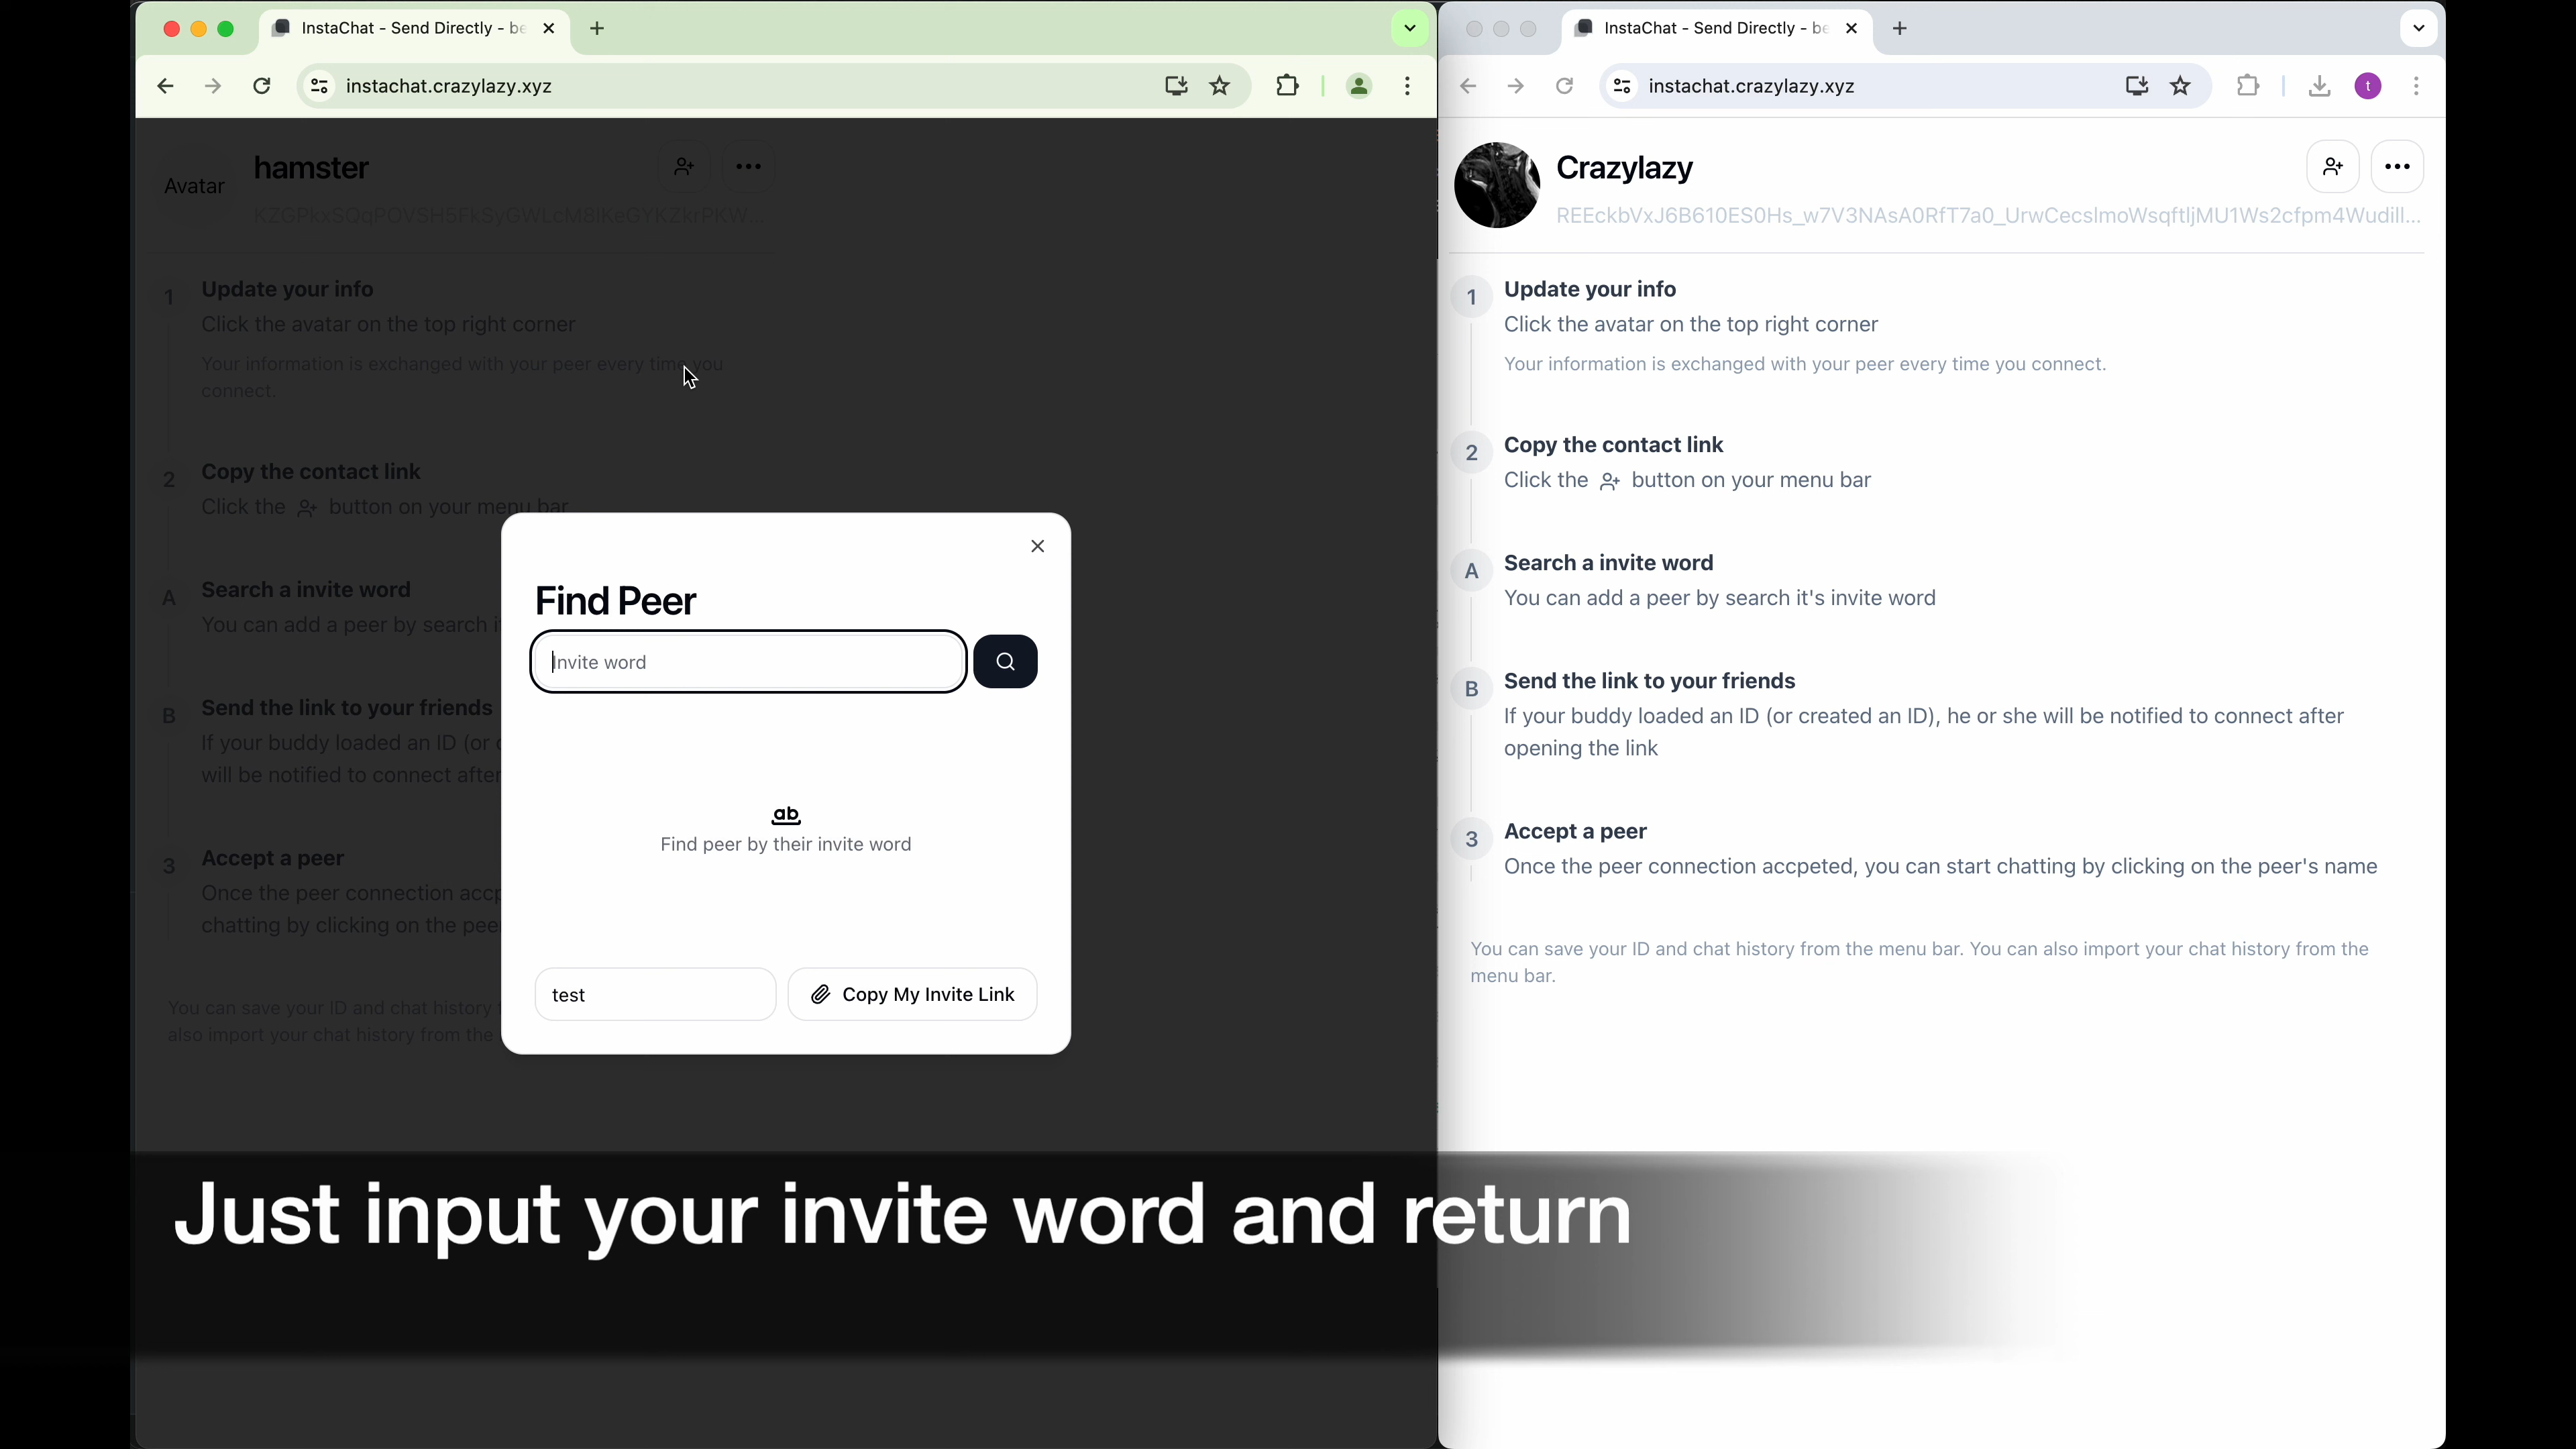 InstaChat - Send Directly - be
instachat.crazylazy.xyz
Avatar
hamster
KZGPkxSQqPOVSH5FkSyGWLcM8IKeGYKZkrPKW...
1
Update your info
Click the avatar on the top right corner
Your information is exchanged with your peer every time you
connect.
2
Copy the contact link
Click the button on your menu bar
A
Search a invite word
You can add a peer by search i
B
Send the link to your friends
If your buddy loaded an ID (or
will be notified to connect after
3
Accept a peer
Once the peer connection accp
chatting by clicking on the pee
You can save your ID and chat history
also import your chat history from the
Find Peer
Invite word
ab
Find peer by their invite word
test
Copy My Invite Link
InstaChat - Send Directly - be
instachat.crazylazy.xyz
t
Crazylazy
REEckbVxJ6B610ES0Hs_w7V3NAsA0RfT7a0_UrwCecslmoWsqftljMU1Ws2cfpm4Wudill...
1
Update your info
Click the avatar on the top right corner
Your information is exchanged with your peer every time you connect.
2
Copy the contact link
Click the button on your menu bar
A
Search a invite word
You can add a peer by search it's invite word
B
Send the link to your friends
If your buddy loaded an ID (or created an ID), he or she will be notified to connect after
opening the link
3
Accept a peer
Once the peer connection accpeted, you can start chatting by clicking on the peer's name
You can save your ID and chat history from the menu bar. You can also import your chat history from the
menu bar.
Just input your invite word and return